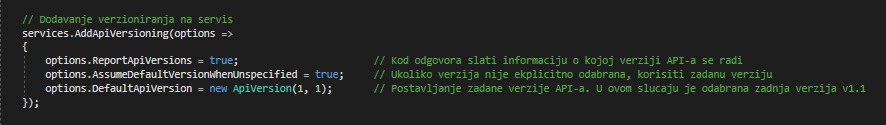 // Dodavanje verzioniranja na servis
services.AddApiVersioning(options =>
{
options.ReportApiVersions = true; // Kod odgovora slati informaciju o kojoj verziji API-a se radi
options.AssumeDefaultVersionWhenUnspecified = true; // Ukoliko verzija nije ekplicitno odabrana, korisiti zadanu verziju
options.DefaultApiVersion = new ApiVersion(1, 1); // Postavljanje zadane verzije API-a. U ovom slucaju je odabrana zadnja verzija v1.1
});